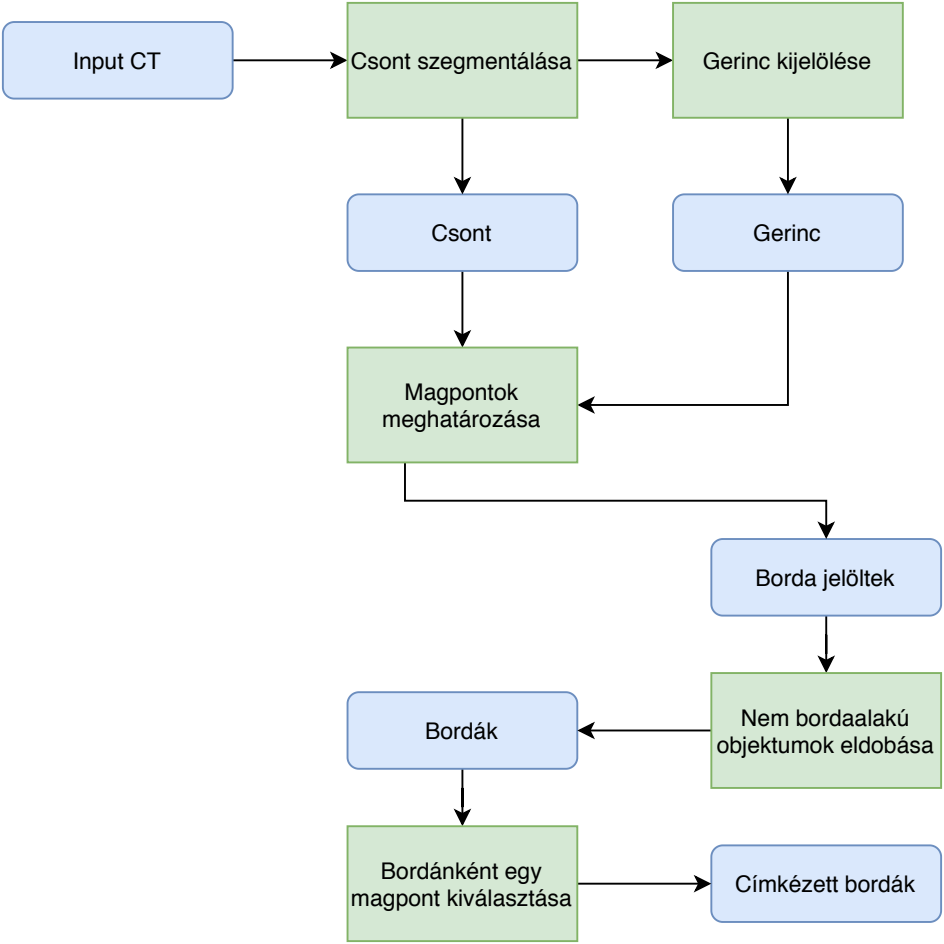 Input CT
Csont szegmentálása
Gerinc kijelölése
Csont
Gerinc
Magpontok
meghatározása
Borda jelöltek
Nem bordaalakú
objektumok eldobása
Bordák
Bordánként egy
magpont kiválasztása
Címkézett bordák